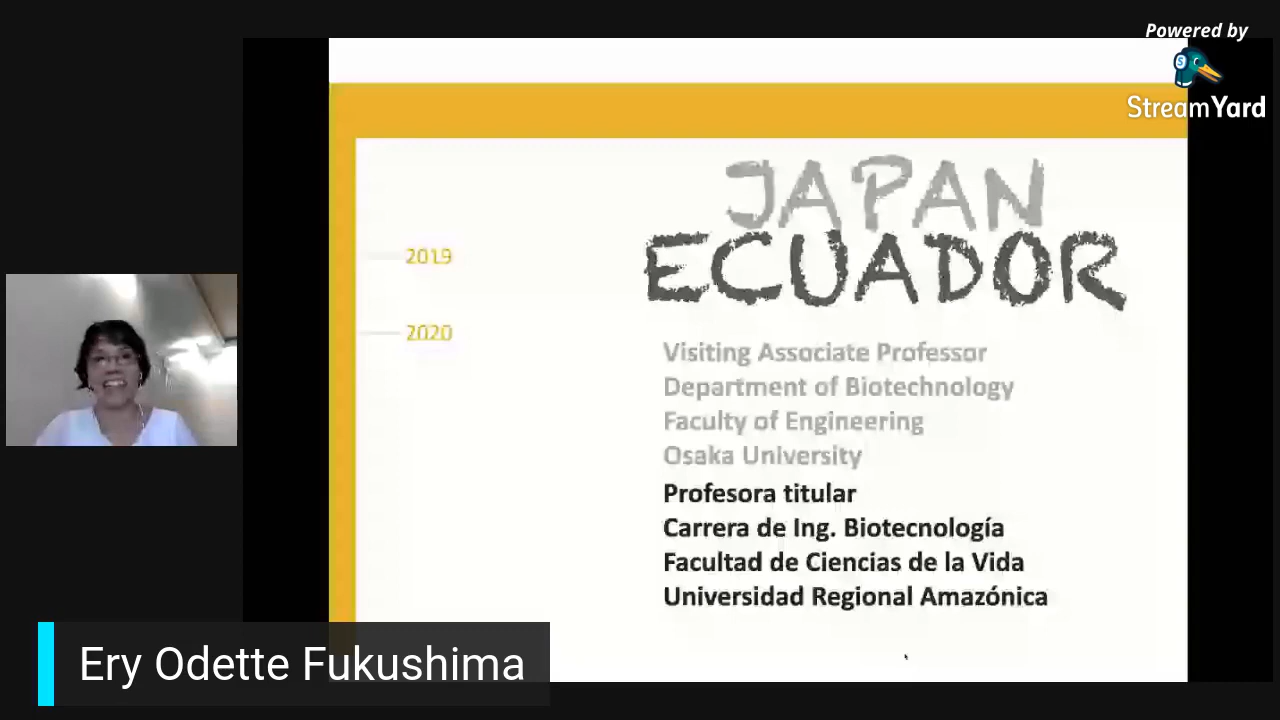 Powered by
StreamYard
JAPAN
ECUADOR
2019
2020
Visiting Associate Professor
Department of Biotechnology
Faculty of Engineering
Osaka University
Profesora titular
Carrera de Ing. Biotecnología
Facultad de Ciencias de la Vida
Universidad Regional Amazónica
Ery Odette Fukushima